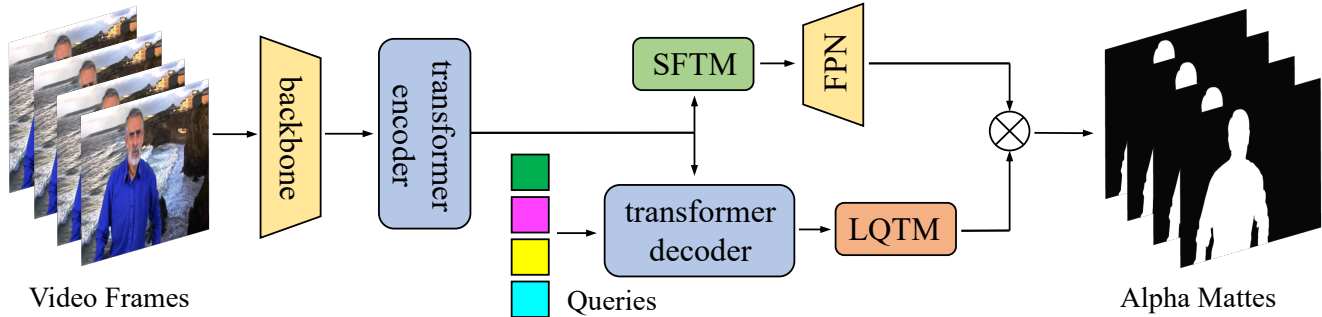 Video Frames
backbone
transformer
encoder
SFTM
FPN
Queries
transformer
decoder
LQTM
Alpha Mattes